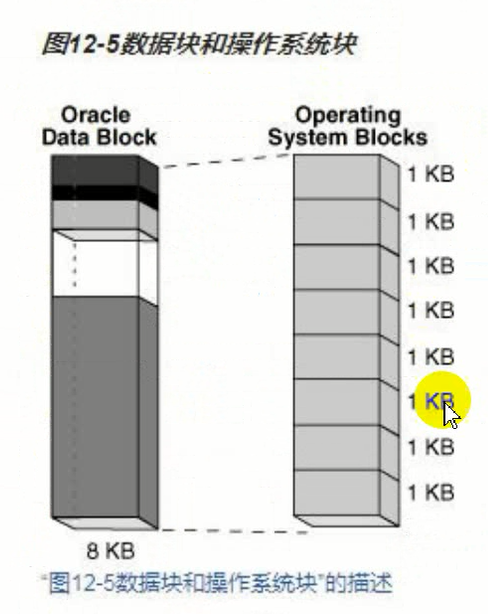 图12-5数据块和操作系统块
Oracle
Data Block
Operating
System Blocks
1 KB
1 KB
1 KB
1 KB
1 KB
1 KB
1 KB
1 KB
8 KB
“图12-5数据块和操作系统块”的描述